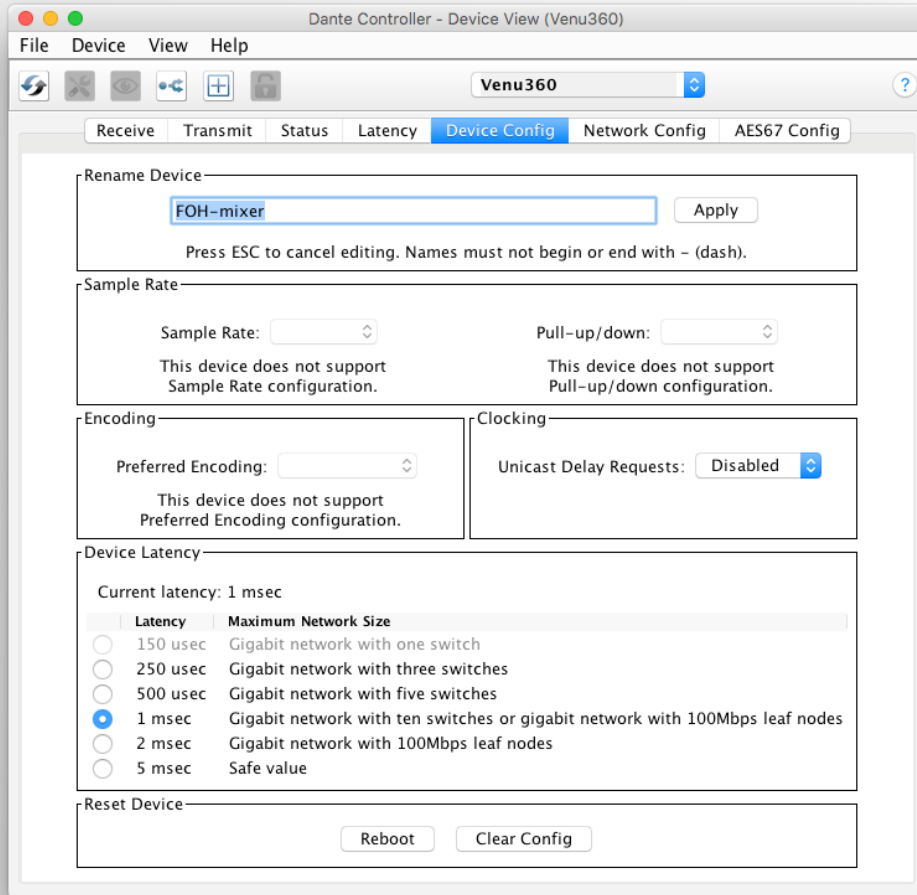 Dante Controller - Device View (Venu360)
File Device View Help
Venu360
?
Receive Transmit Status Latency Device Config Network Config AES67 Config
Rename Device
FOH-mixer Apply
Press ESC to cancel editing. Names must not begin or end with - (dash).
Sample Rate
Sample Rate: Pull-up/down:
This device does not support This device does not support
Sample Rate configuration. Pull-up/down configuration.
Encoding Clocking
Preferred Encoding: Unicast Delay Requests: Disabled
This device does not support
Preferred Encoding configuration.
Device Latency
Current latency: 1 msec
Latency Maximum Network Size
150 usec Gigabit network with one switch
250 usec Gigabit network with three switches
500 usec Gigabit network with five switches
1 msec Gigabit network with ten switches or gigabit network with 100Mbps leaf nodes
2 msec Gigabit network with 100Mbps leaf nodes
5 msec Safe value
Reset Device
Reboot Clear Config